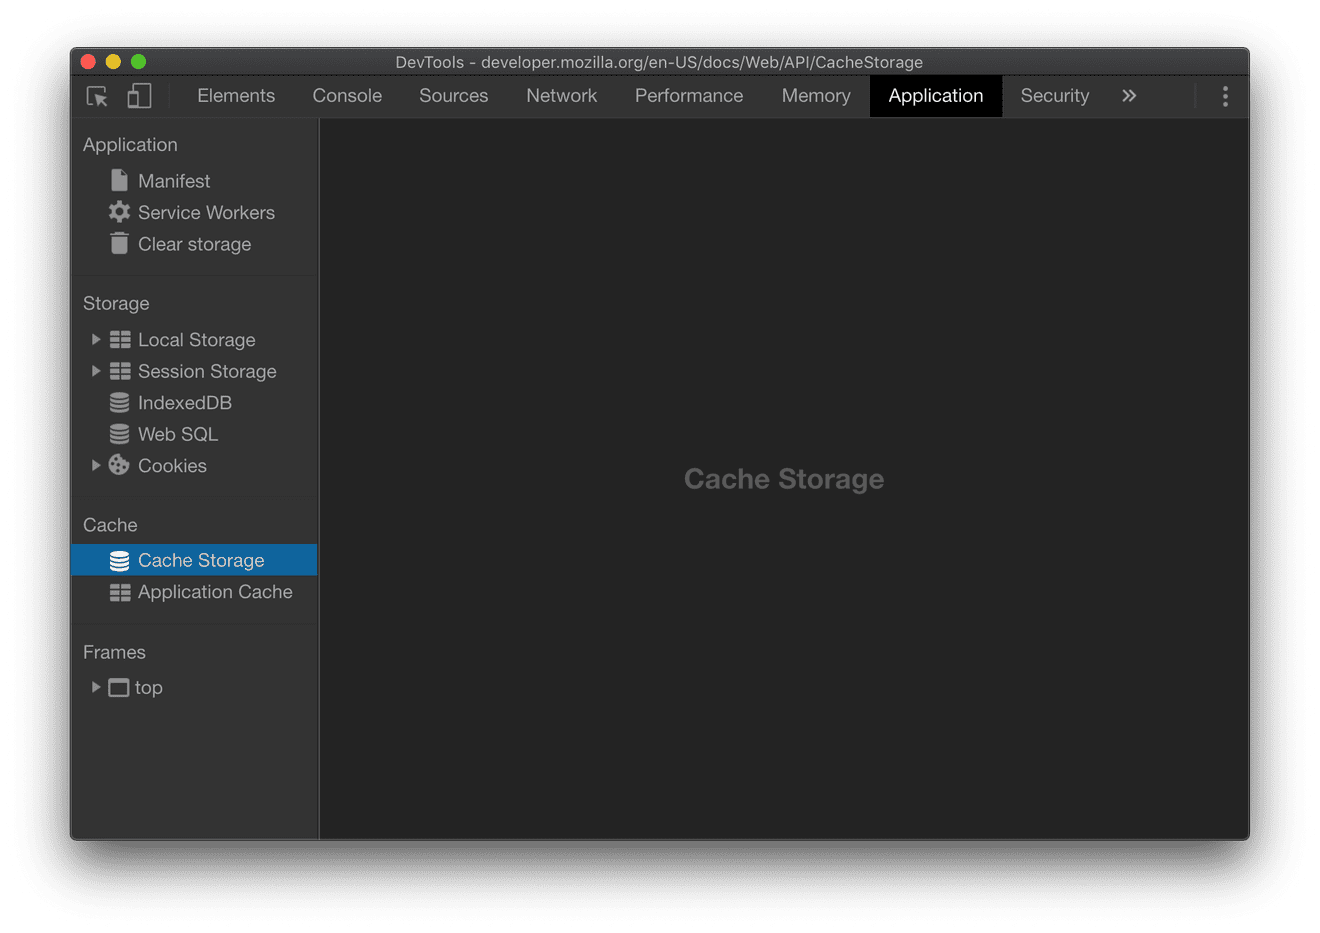 DevTools - developer.mozilla.org/en-US/docs/Web/API/CacheStorage
Elements Console Sources Network Performance Memory Application Security »
Application
Manifest
Service Workers
Clear storage
Storage
Local Storage
Session Storage
IndexedDB
Web SQL
Cookies
Cache
Cache Storage
Application Cache
Frames
top
Cache Storage